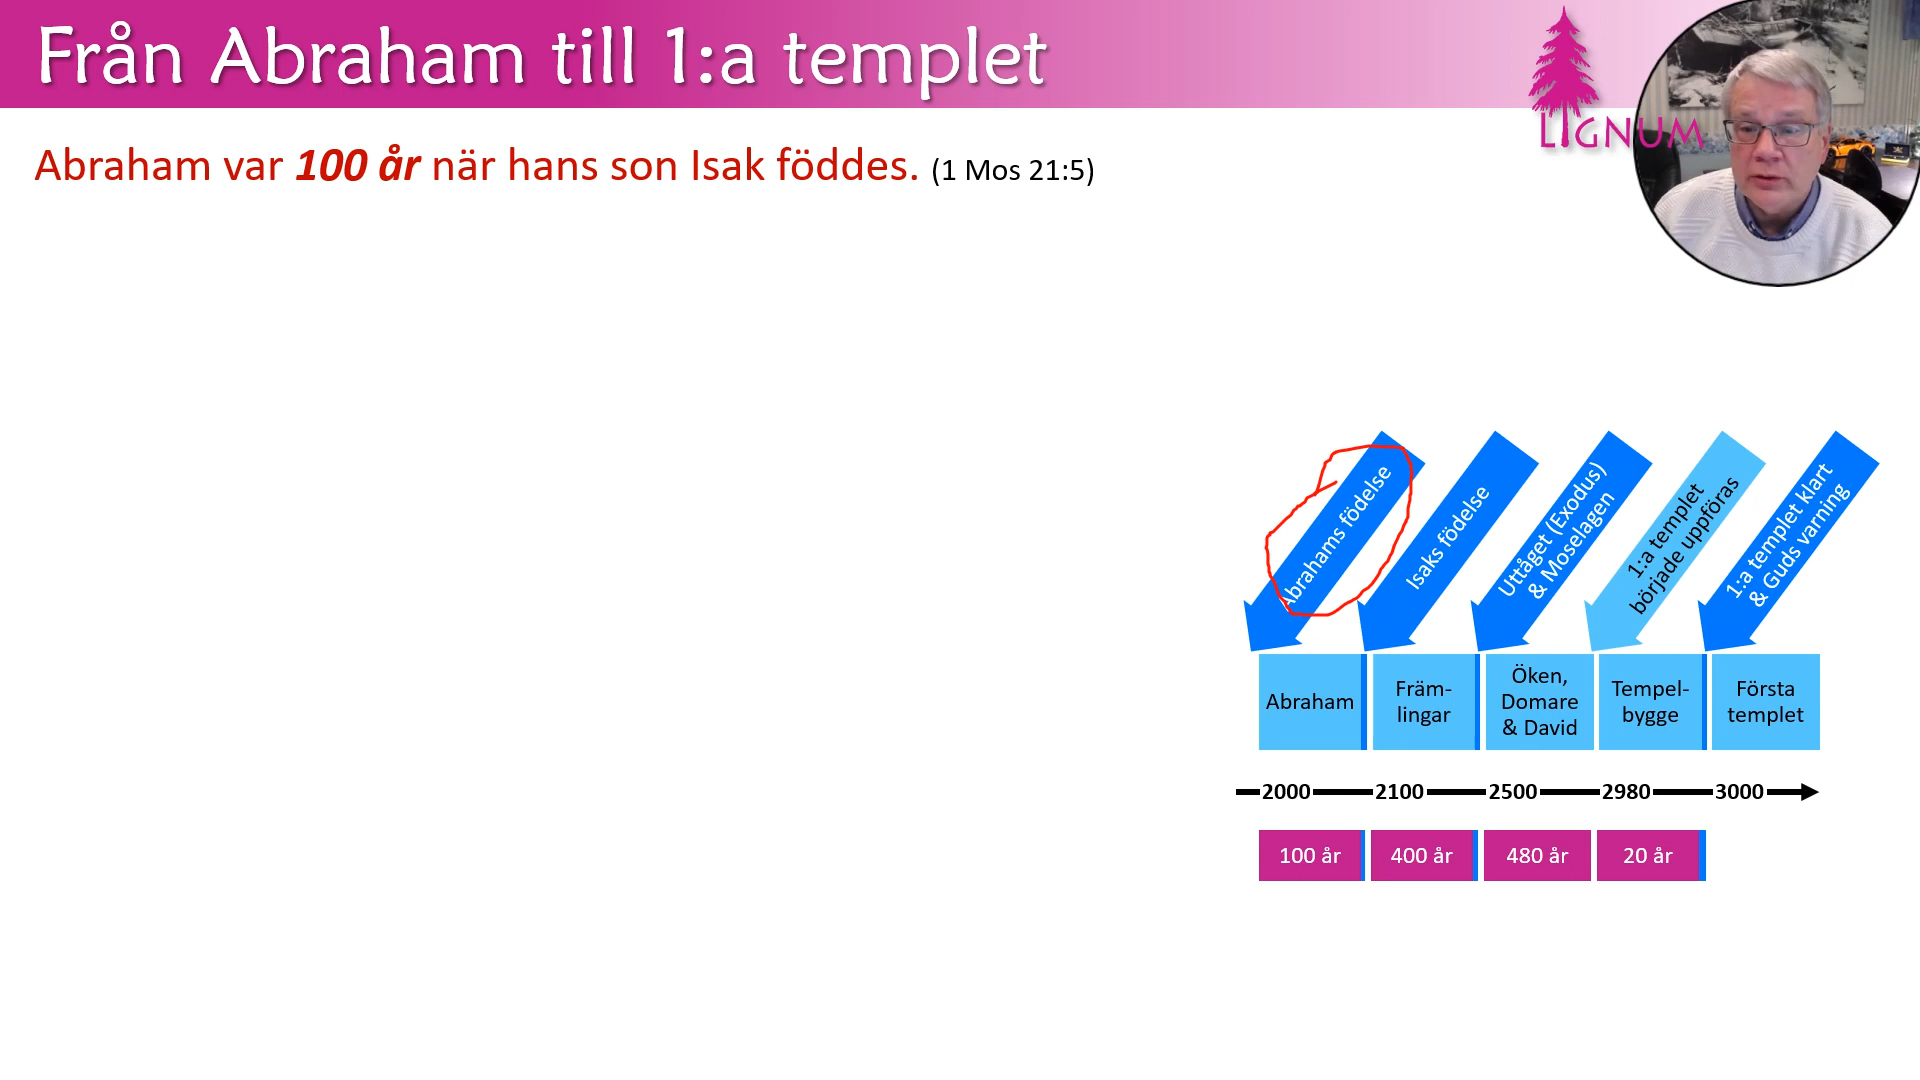 Från Abraham till 1:a templet
LIGNUM
Abraham var 100 år när hans son Isak föddes. (1 Mos 21:5)
Abrahams födelse
Isaks födelse
Uttåget (Exodus)
& Moselagen
1:a templet
började uppföras
1:a templet klart
& Guds varning
Abraham
Främ-
lingar
Öken,
Domare
& David
Tempel-
bygge
Första
templet
2000 2100 2500 2980 3000
100 år 400 år 480 år 20 år